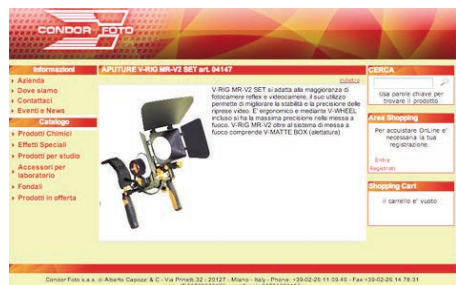 CONDOR FOTO
Informazioni
Azienda
Dove siamo
Contattaci
Eventi e News
Catalogo
Prodotti Chimici
Effetti Speciali
Prodotti per studio
Accessori per
laboratorio
Fondali
Prodotti in offerta
APUTURE V-RIG MR-V2 SET art. 04147
indietro
V-RIG MR-V2 SET si adatta alla maggioranza di
fotocamere reflex e videocamere, il suo utilizzo
permette di migliorare la stabilità e la precisione delle
riprese video. E' ergonomico e mediante V-WHEEL
incluso si ha la massima precisione nella messa a
fuoco. V-RIG MR-V2 oltre al sistema di messa a
fuoco comprende V-MATTE BOX (alettatura)
CERCA
Usa parole chiave per
trovare il prodotto
Area Shopping
Per acquistare OnLine e'
necessaria la tua
registrazione.
Entra
Registrati
Shopping Cart
il carrello e' vuoto
Condor Foto s.a.s. di Alberto Capozzi & C - Via Prinetti,32 - 20127 - Milano - Italy - Phone: +39-02-26.11.09.40 - Fax +39-02-26.14.78.31